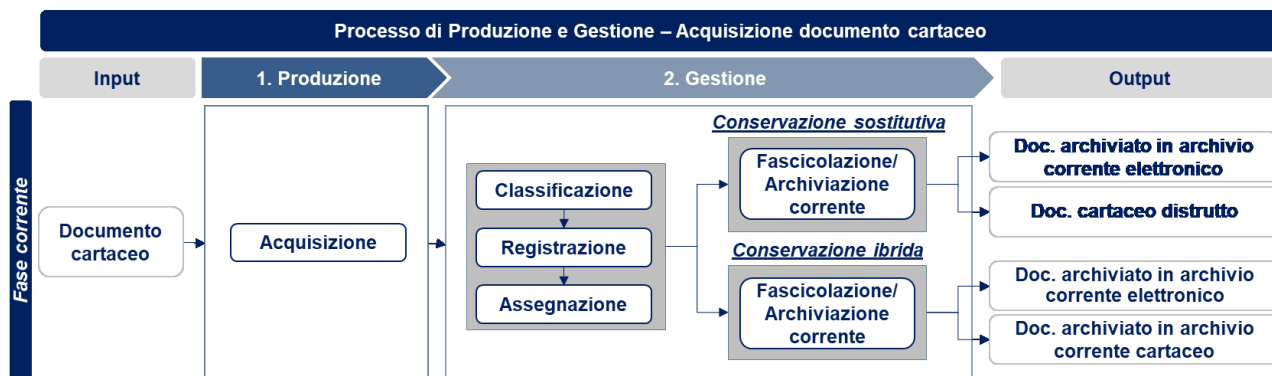 Processo di Produzione e Gestione – Acquisizione documento cartaceo
Input
1. Produzione
2. Gestione
Output
Fase corrente
Documento
cartaceo
Acquisizione
Classificazione
Registrazione
Assegnazione
Conservazione sostitutiva
Fascicolazione/
Archiviazione
corrente
Conservazione ibrida
Fascicolazione/
Archiviazione
corrente
Doc. archiviato in archivio
corrente elettronico
Doc. cartaceo distrutto
Doc. archiviato in archivio
corrente elettronico
Doc. archiviato in archivio
corrente cartaceo